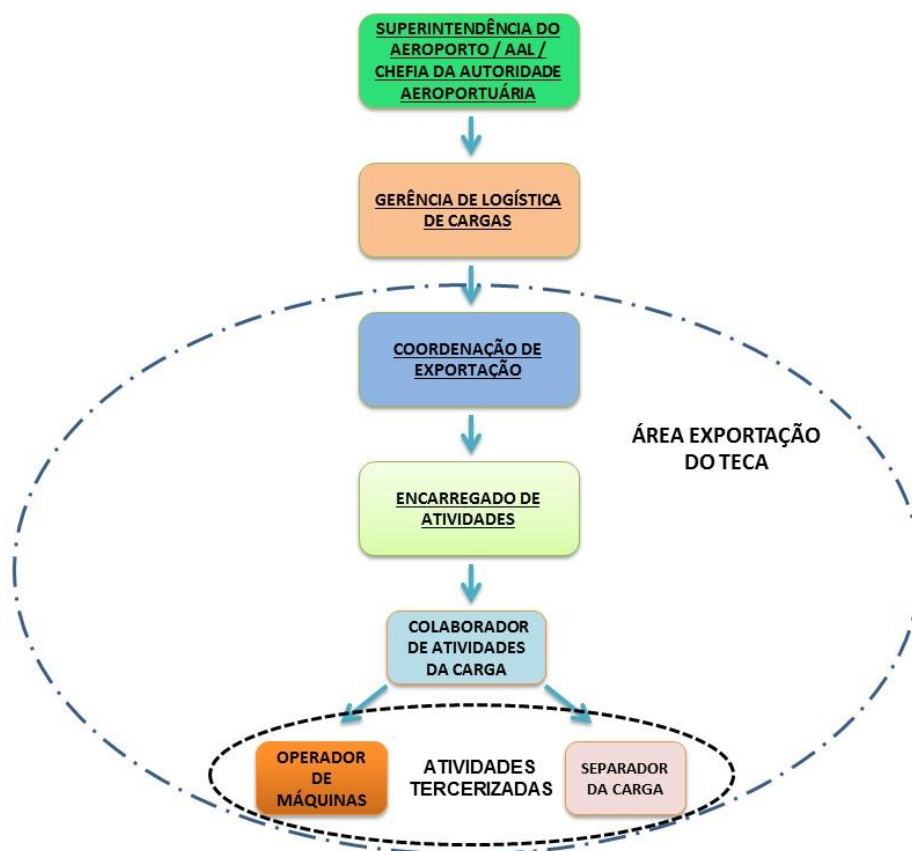 SUPERINTENDÊNCIA DO
AEROPORTO / AAL /
CHEFIA DA AUTORIDADE
AEROPORTUÁRIA
GERÊNCIA DE LOGÍSTICA
DE CARGAS
COORDENAÇÃO DE
EXPORTAÇÃO
ÁREA EXPORTAÇÃO
DO TECA
ENCARREGADO DE
ATIVIDADES
COLABORADOR
DE ATIVIDADES
DA CARGA
OPERADOR
DE
MÁQUINAS
ATIVIDADES
TERCERIZADAS
SEPARADOR
DA CARGA